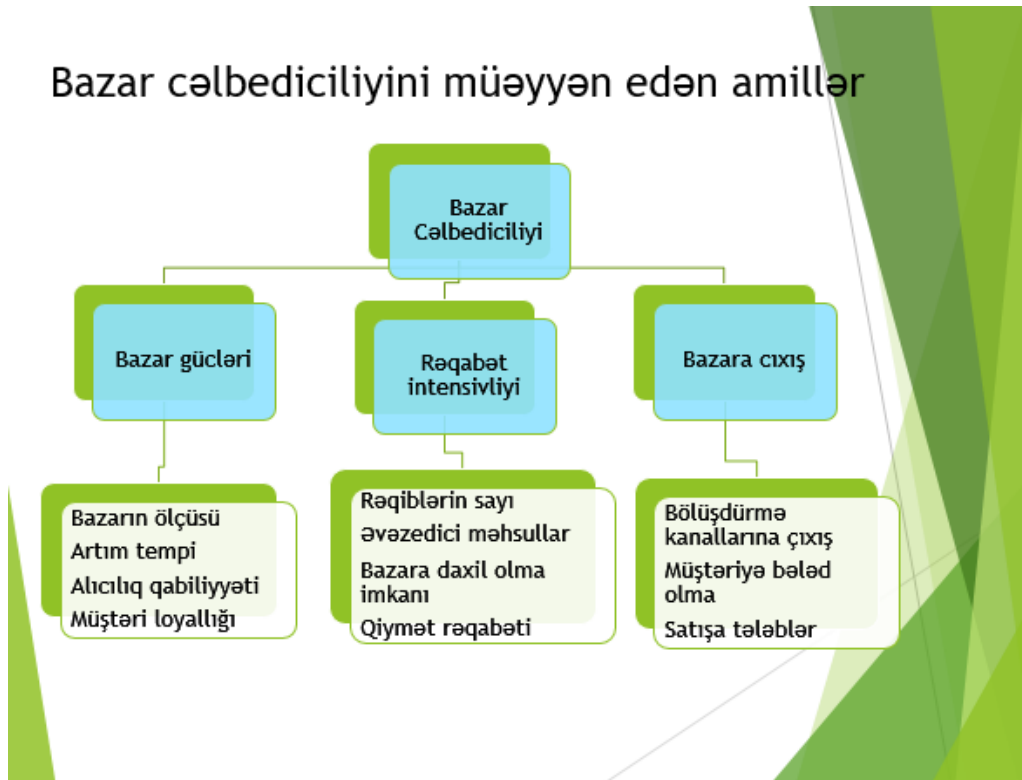 Bazar cəlbediciliyini müəyyən edən amillər
Bazar
Cəlbediciliyi
Bazar gücləri
Rəqabət
intensivliyi
Bazara cıxış
Bazarın ölçüsü
Artım tempi
Alıcılıq qabiliyyəti
Müştəri loyallığı
Rəqiblərin sayı
Əvəzedici məhsullar
Bazara daxil olma
imkanı
Qiymət rəqabəti
Bölüşdürmə
kanallarına çıxış
Müştəriyə bələd
olma
Satışa tələblər